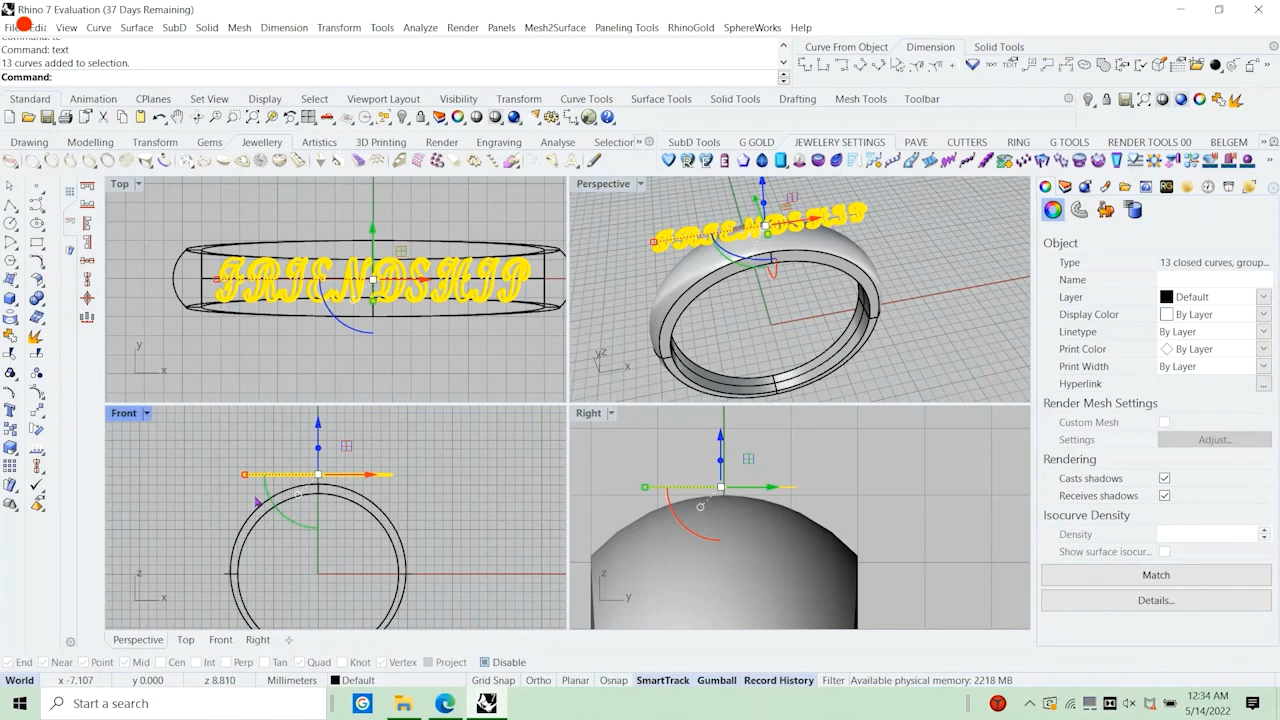 Rhino 7 Evaluation (37 Days Remaining)
File Edit View Curve Surface SubD Solid Mesh Dimension Transform Tools Analyze Render Panels Mesh2Surface Paneling Tools RhinoGold SphereWorks Help
Command: text
13 curves added to selection.
Command:
Curve From Object Dimension Solid Tools
Standard Animation CPlanes Set View Display Select Viewport Layout Visibility Transform Curve Tools Surface Tools Solid Tools Drafting Mesh Tools Toolbar
Drawing Modelling Transform Gems Jewellery Artistics 3D Printing Render Engraving Analyse Selection
SubD Tools G GOLD JEWELERY SETTINGS PAVE CUTTERS RING G TOOLS RENDER TOOLS 00 BELGEM
Top
FRIENDSHIP
y
x
Perspective
FRIENDSHIP
yz
x
Front
z
x
Right
z
y
Object
Type 13 closed curves, group...
Name
Layer Default
Display Color By Layer
Linetype By Layer
Print Color By Layer
Print Width By Layer
Hyperlink ...
Render Mesh Settings
Custom Mesh
Settings Adjust...
Rendering
Casts shadows
Receives shadows
Isocurve Density
Density
Show surface isocur...
Match
Details...
Perspective Top Front Right
End Near Point Mid Cen Int Perp Tan Quad Knot Vertex Project Disable
World x -7.107 y 0.000 z 8.810 Millimeters Default Grid Snap Ortho Planar Osnap SmartTrack Gumball Record History Filter Available physical memory: 2218 MB
Start a search
12:34 AM
5/14/2022